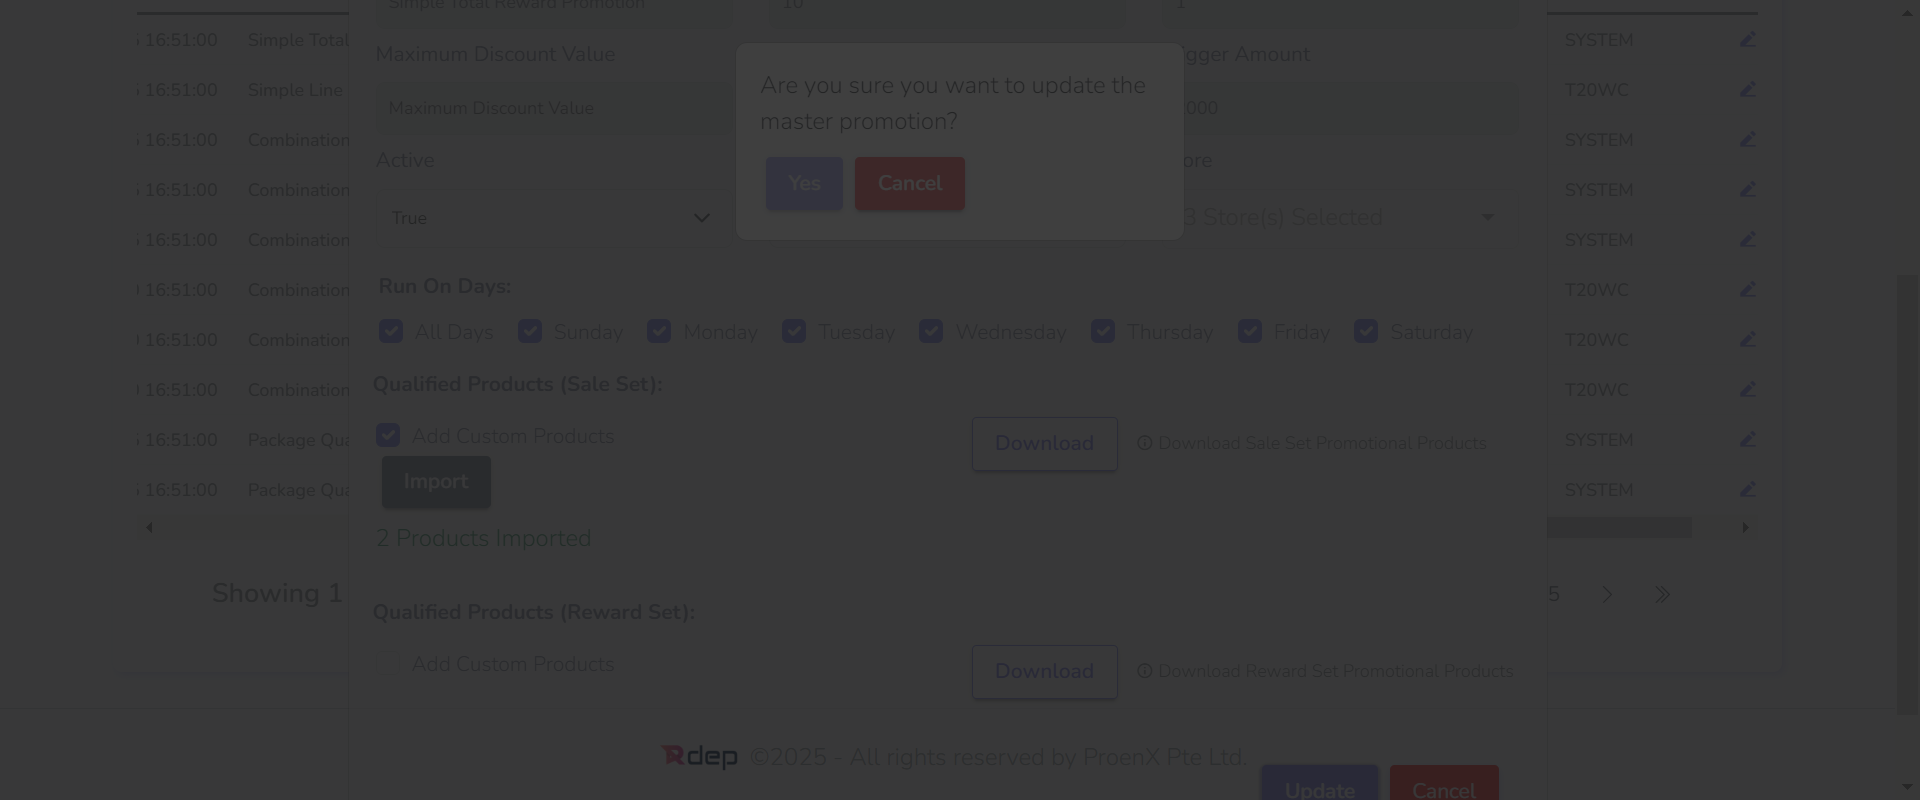 Simple Total Reward Promotion 10 1
16:51:00 Simple Total SYSTEM
Maximum Discount Value gger Amount
Are you sure you want to update the
master promotion?
16:51:00 Simple Line T20WC
Maximum Discount Value 000
16:51:00 Combination SYSTEM
Active ore
Yes Cancel
16:51:00 Combination SYSTEM
True 3 Store(s) Selected
16:51:00 Combination SYSTEM
Run On Days:
16:51:00 Combination T20WC
All Days Sunday Monday Tuesday Wednesday Thursday Friday Saturday
16:51:00 Combination T20WC
Qualified Products (Sale Set):
16:51:00 Combination T20WC
Add Custom Products Download Download Sale Set Promotional Products
16:51:00 Package Qua SYSTEM
Import
16:51:00 Package Qua SYSTEM
2 Products Imported
Showing 1 5
Qualified Products (Reward Set):
Add Custom Products Download Download Reward Set Promotional Products
Rdep ©2025 - All rights reserved by ProenX Pte Ltd.
Update Cancel